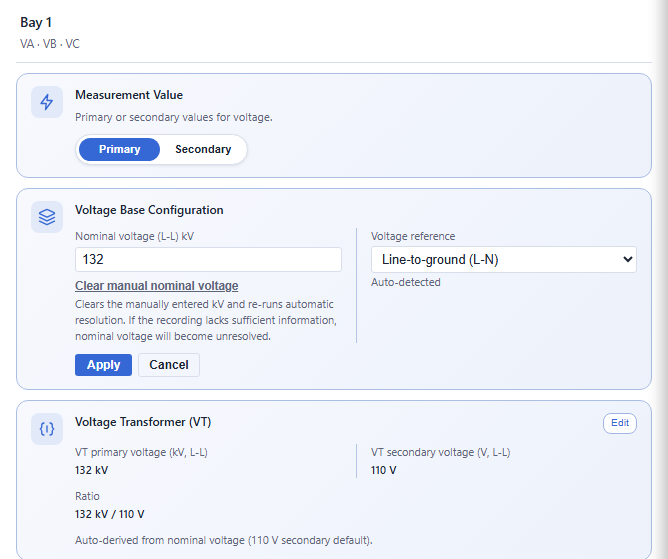 Bay 1
VA · VB · VC
Measurement Value
Primary or secondary values for voltage.
Primary
Secondary
Voltage Base Configuration
Nominal voltage (L-L) kV
132
Clear manual nominal voltage
Clears the manually entered kV and re-runs automatic
resolution. If the recording lacks sufficient information,
nominal voltage will become unresolved.
Apply
Cancel
Voltage reference
Line-to-ground (L-N)
Auto-detected
Voltage Transformer (VT)
Edit
VT primary voltage (kV, L-L)
132 kV
VT secondary voltage (V, L-L)
110 V
Ratio
132 kV / 110 V
Auto-derived from nominal voltage (110 V secondary default).